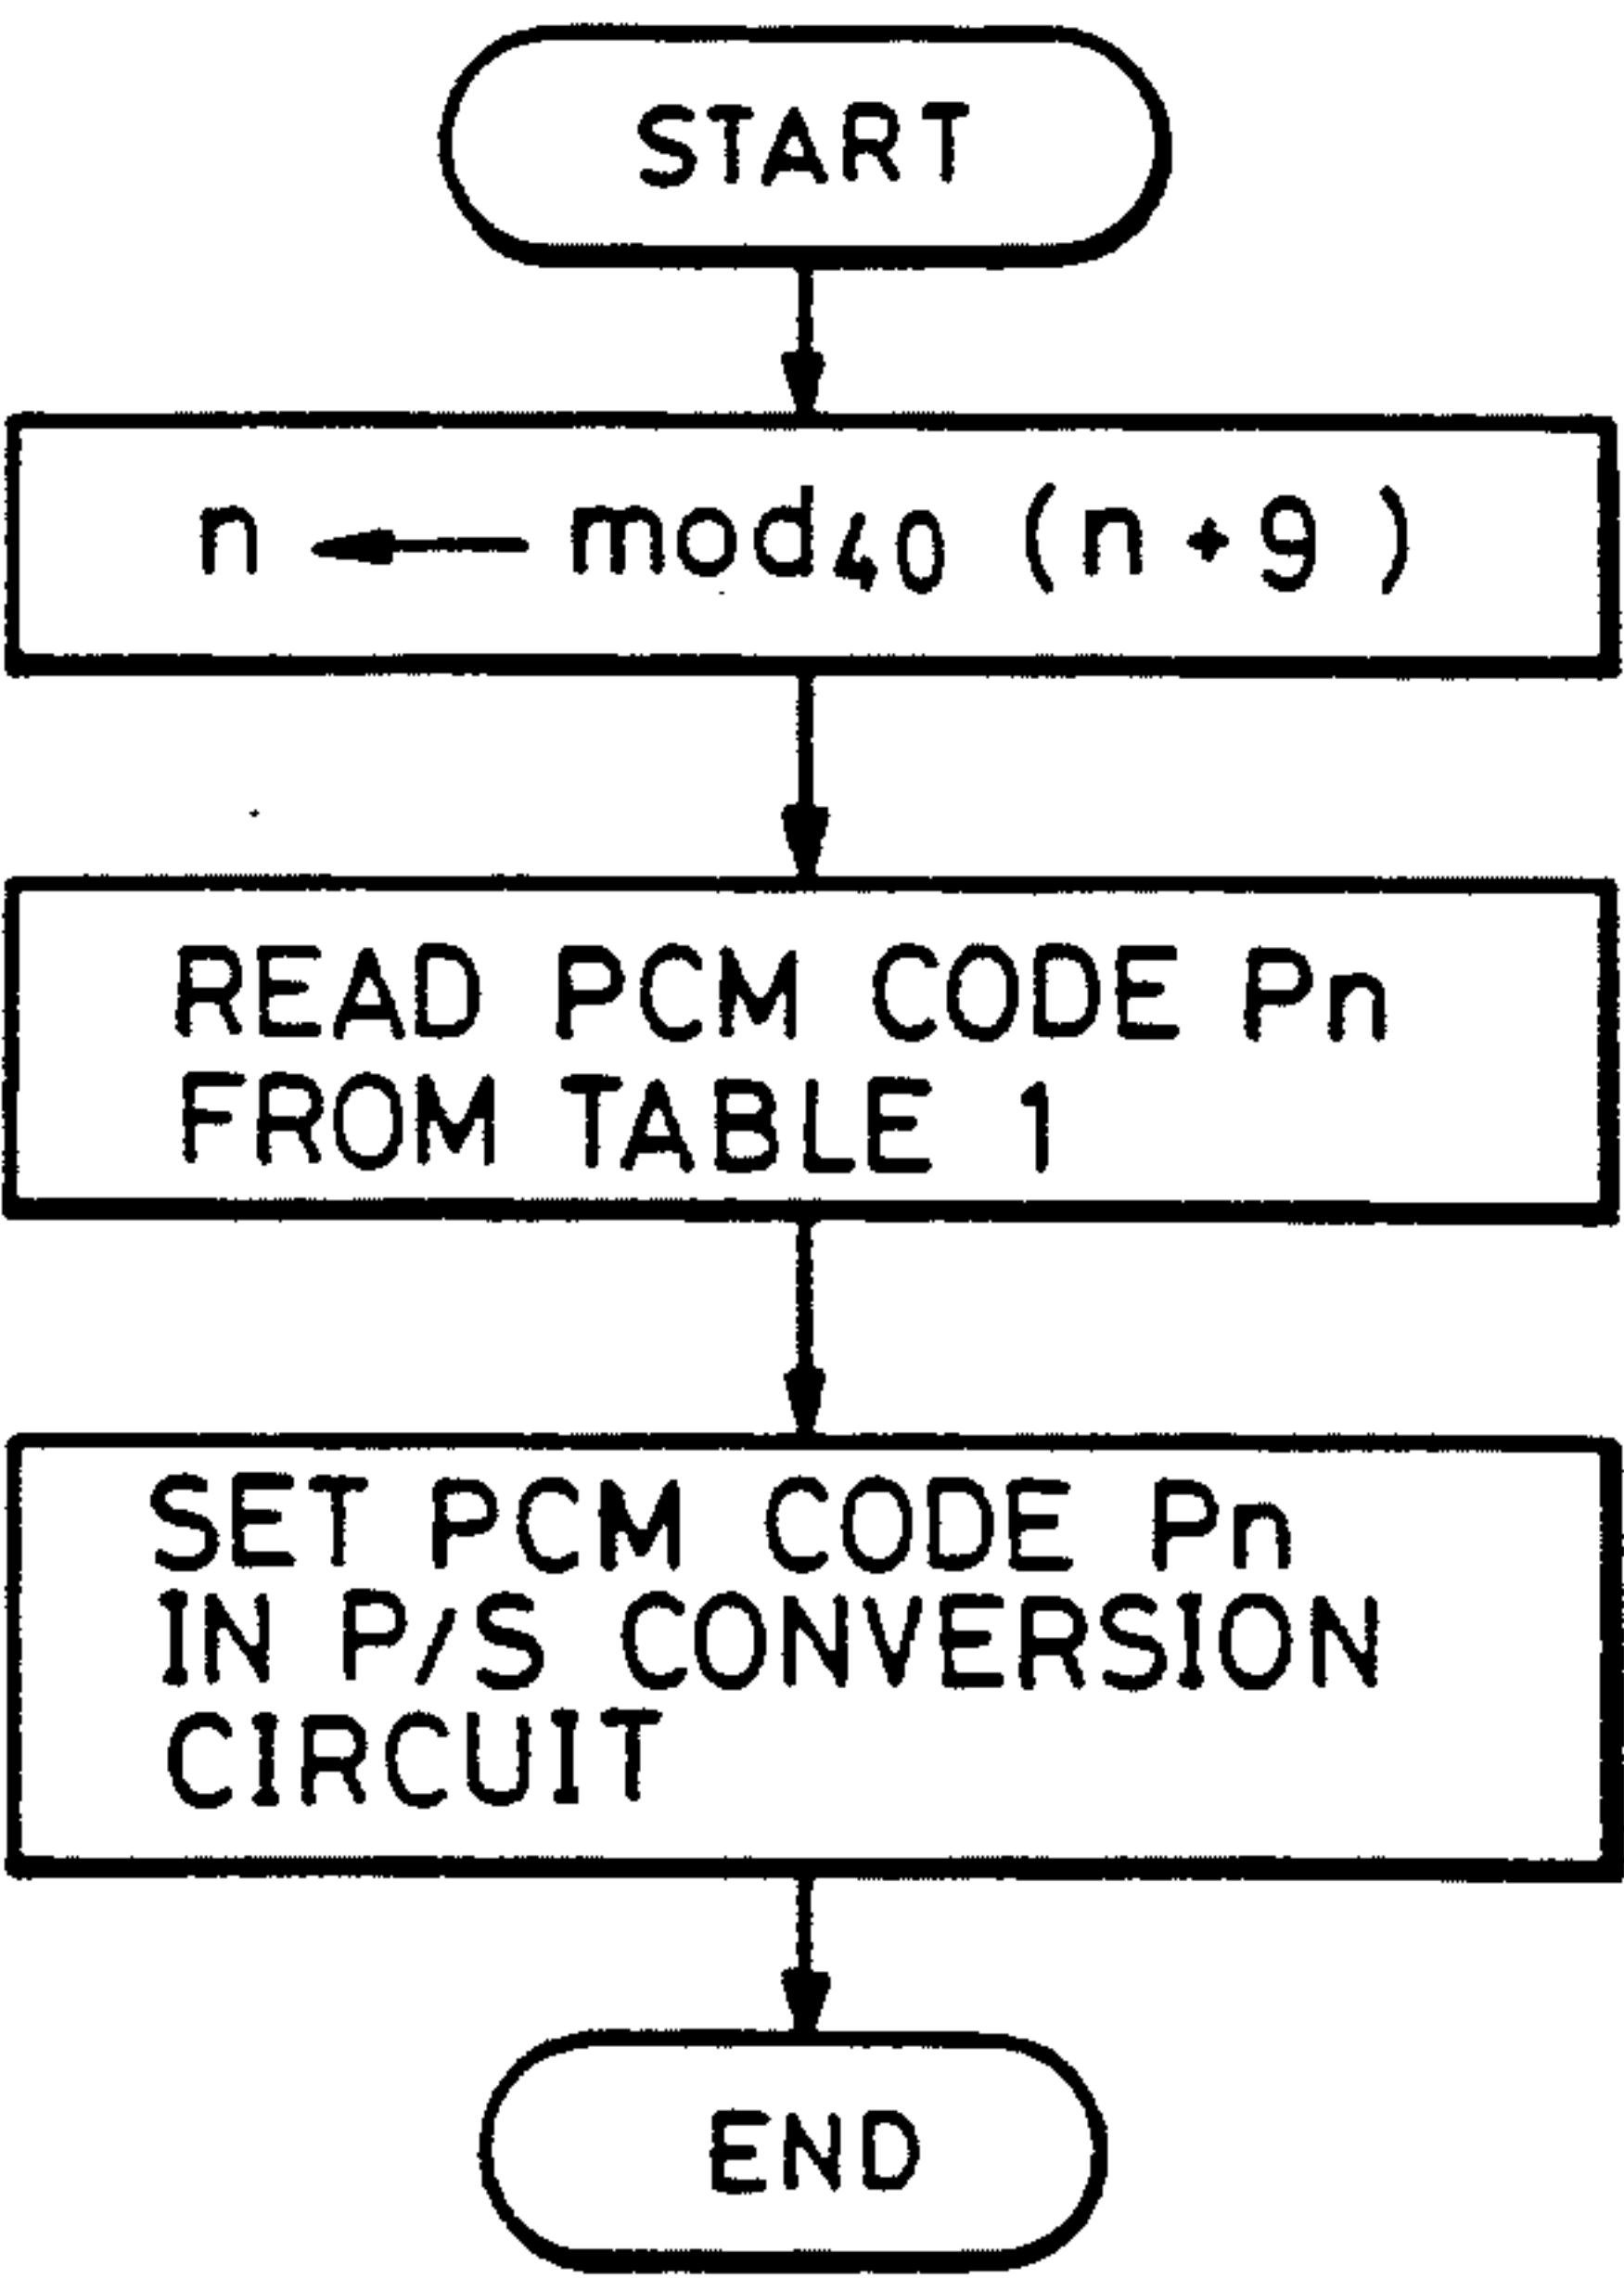 START
n ← mod₄₀ (n + 9 )
READ PCM CODE Pn
FROM TABLE 1
SET PCM CODE Pn
IN P/S CONVERSION
CIRCUIT
END